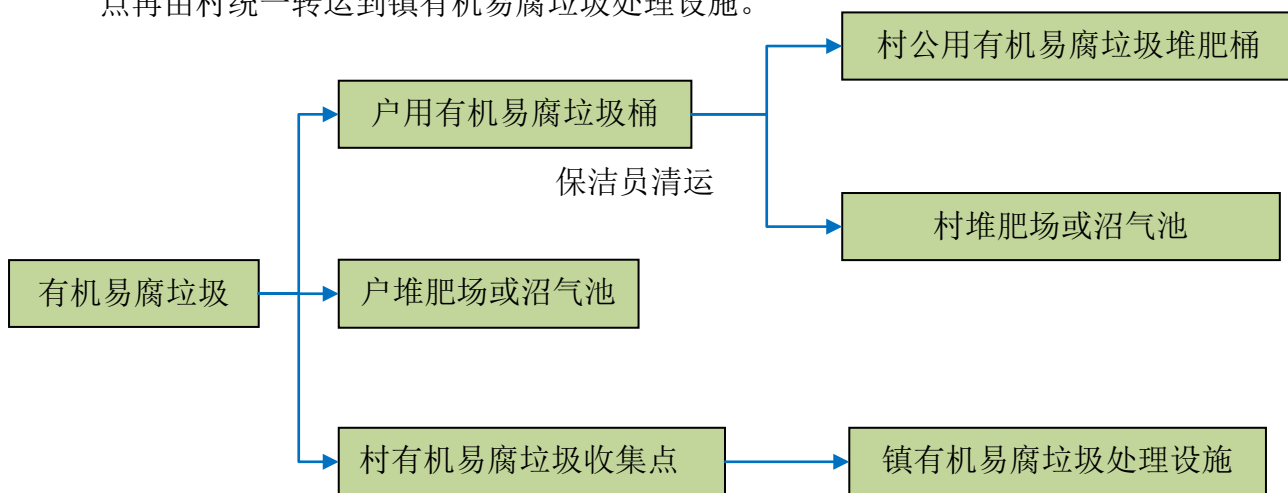 点再由村统一转运到镇有机易腐垃圾处理设施。
村公用有机易腐垃圾堆肥桶
户用有机易腐垃圾桶
保洁员清运
村堆肥场或沼气池
有机易腐垃圾
户堆肥场或沼气池
村有机易腐垃圾收集点
镇有机易腐垃圾处理设施